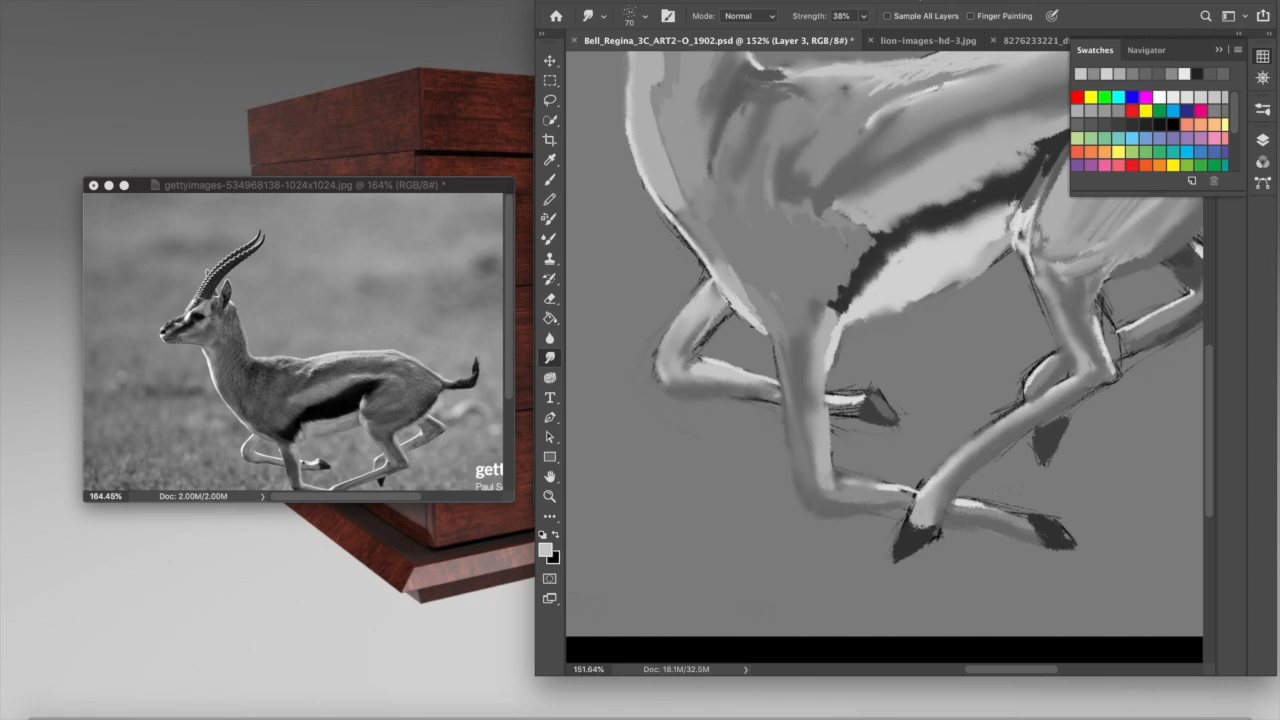 Mode: Normal Strength: 38% Sample All Layers Finger Painting
70
Bell_Regina_3C_ART2-O_1902.psd @ 152% (Layer 3, RGB/8#) * lion-images-hd-3.jpg 8276233221_d
Swatches Navigator
gettyimages-534968138-1024x1024.jpg @ 164% (RGB/8#) *
gett
Paul S
164.45% Doc: 2.00M/2.00M
151.64% Doc: 18.1M/32.5M